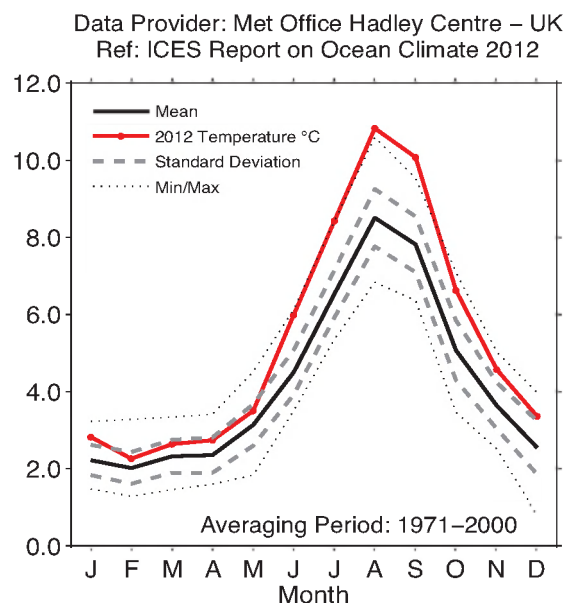 Data Provider: Met Office Hadley Centre – UK
Ref: ICES Report on Ocean Climate 2012
12.0
10.0
8.0
6.0
4.0
2.0
0.0
Mean
2012 Temperature °C
Standard Deviation
Min/Max
Averaging Period: 1971–2000
J F M A M J J A S O N D
Month